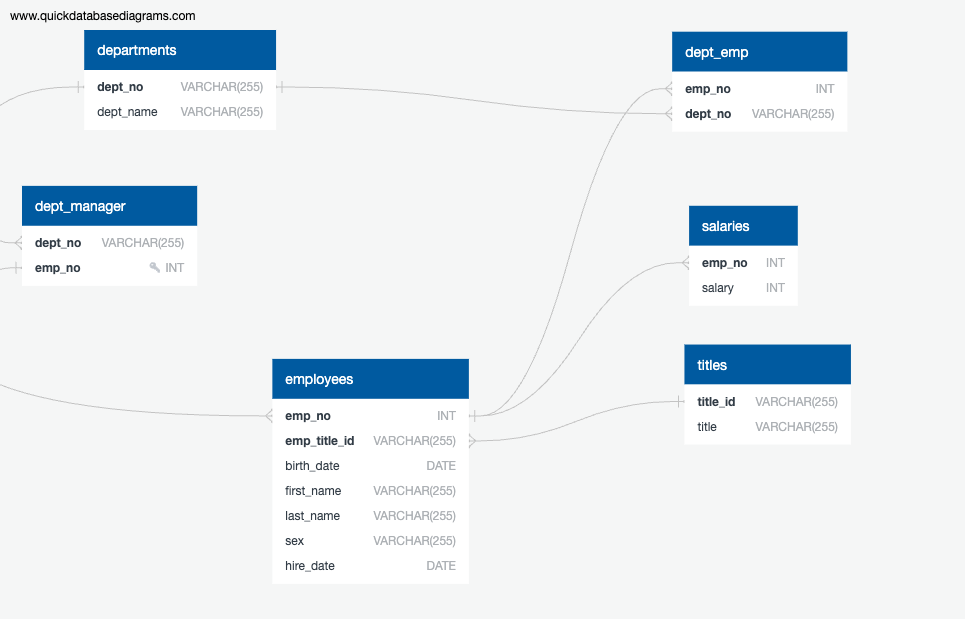 www.quickdatabasediagrams.com
departments
dept_no VARCHAR(255)
dept_name VARCHAR(255)
dept_emp
emp_no INT
dept_no VARCHAR(255)
dept_manager
dept_no VARCHAR(255)
emp_no INT
salaries
emp_no INT
salary INT
employees
emp_no INT
emp_title_id VARCHAR(255)
birth_date DATE
first_name VARCHAR(255)
last_name VARCHAR(255)
sex VARCHAR(255)
hire_date DATE
titles
title_id VARCHAR(255)
title VARCHAR(255)